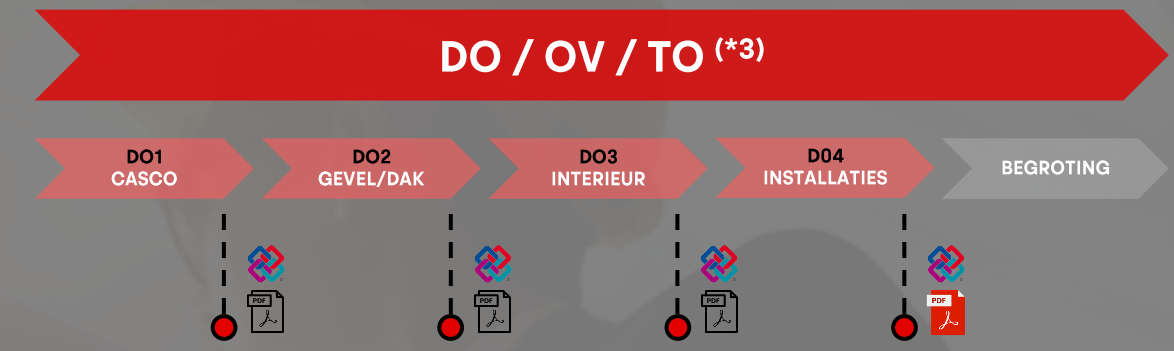 DO / OV / TO (*3)
DO1
CASCO
DO2
GEVEL/DAK
DO3
INTERIEUR
D04
INSTALLATIES
BEGROTING
PDF
PDF
PDF
PDF